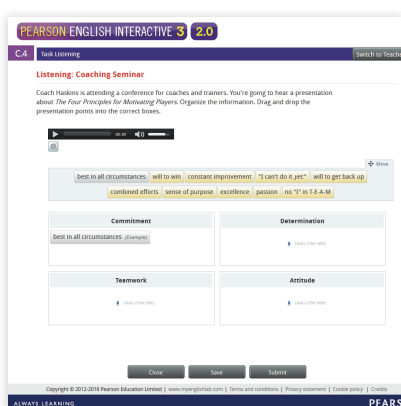 PEARSON ENGLISH INTERACTIVE 3 2.0
C.4 Task Listening Switch to Teache
Listening: Coaching Seminar
Coach Haskins is attending a conference for coaches and trainers. You're going to hear a presentation
about The Four Principles for Motivating Players. Organize the information. Drag and drop the
presentation points into the correct boxes.
00:00
Move
best in all circumstances will to win constant improvement "I can't do it yet." will to get back up
combined efforts sense of purpose excellence passion no "I" in T-E-A-M
Commitment Determination
best in all circumstances (Example)
DRAG ITEM HERE
Teamwork Attitude
DRAG ITEM HERE DRAG ITEM HERE
Close Save Submit
Copyright © 2012-2018 Pearson Education Limited | www.myenglishlab.com | Terms and conditions | Privacy statement | Cookie policy | Credits
ALWAYS LEARNING PEARS